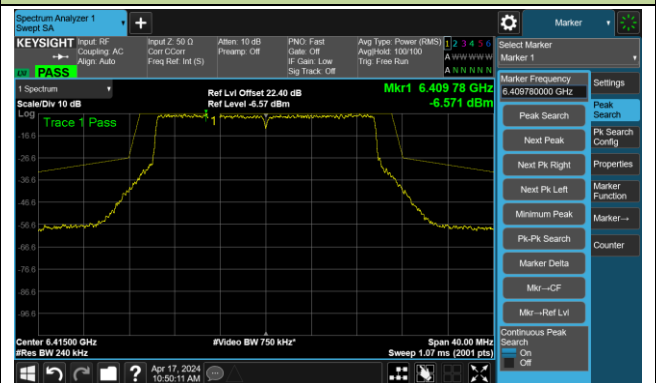 Spectrum Analyzer 1
Swept SA
+
Marker
KEYSIGHT
Input: RF
Coupling: AC
Align: Auto
Input Z: 50 Ω
Corr CCorr
Freq Ref: Int (S)
Atten: 10 dB
Preamp: Off
PNO: Fast
Gate: Off
IF Gain: Low
Sig Track: Off
Avg Type: Power (RMS)
Avg|Hold: 100/100
Trig: Free Run
1 2 3 4 5 6
A W W W W W
A N N N N N
LXI
PASS
Select Marker
Marker 1
1 Spectrum
Scale/Div 10 dB
Ref Lvl Offset 22.40 dB
Ref Level -6.57 dBm
Mkr1 6.409 78 GHz
-6.571 dBm
Log
Trace 1 Pass
1
-16.6
-26.6
-36.6
-46.6
-56.6
-66.6
-76.6
-86.6
-96.6
Center 6.41500 GHz
#Res BW 240 kHz
#Video BW 750 kHz*
Span 40.00 MHz
Sweep 1.07 ms (2001 pts)
Marker Frequency
6.409780000 GHz
Peak Search
Next Peak
Next Pk Right
Next Pk Left
Minimum Peak
Pk-Pk Search
Marker Delta
Mkr→CF
Mkr→Ref Lvl
Continuous Peak
Search
On
Off
Settings
Peak
Search
Pk Search
Config
Properties
Marker
Function
Marker→
Counter
?
Apr 17, 2024
10:50:11 AM